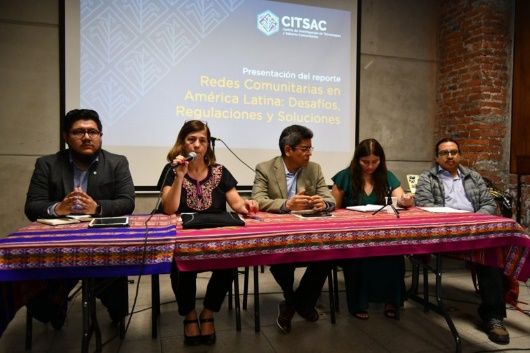 CITSAC
Presentación del reporte
Redes Comunitarias en
América Latina: Desafíos,
Regulaciones y Soluciones